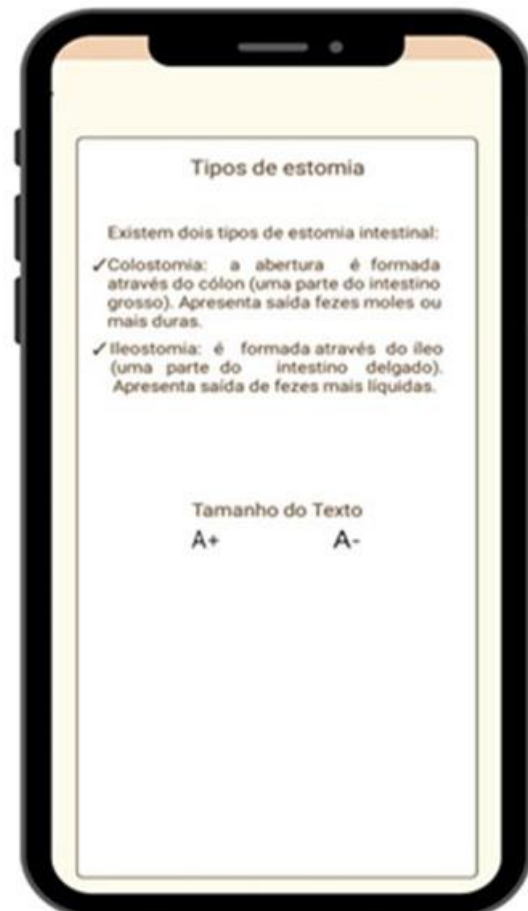 Tipos de estomia
Existem dois tipos de estomia intestinal:
✓Colostomia: a abertura é formada
através do cólon (uma parte do intestino
grosso). Apresenta saída fezes moles ou
mais duras.
✓Ileostomia: é formada através do íleo
(uma parte do intestino delgado).
Apresenta saída de fezes mais líquidas.
Tamanho do Texto
A+ A-